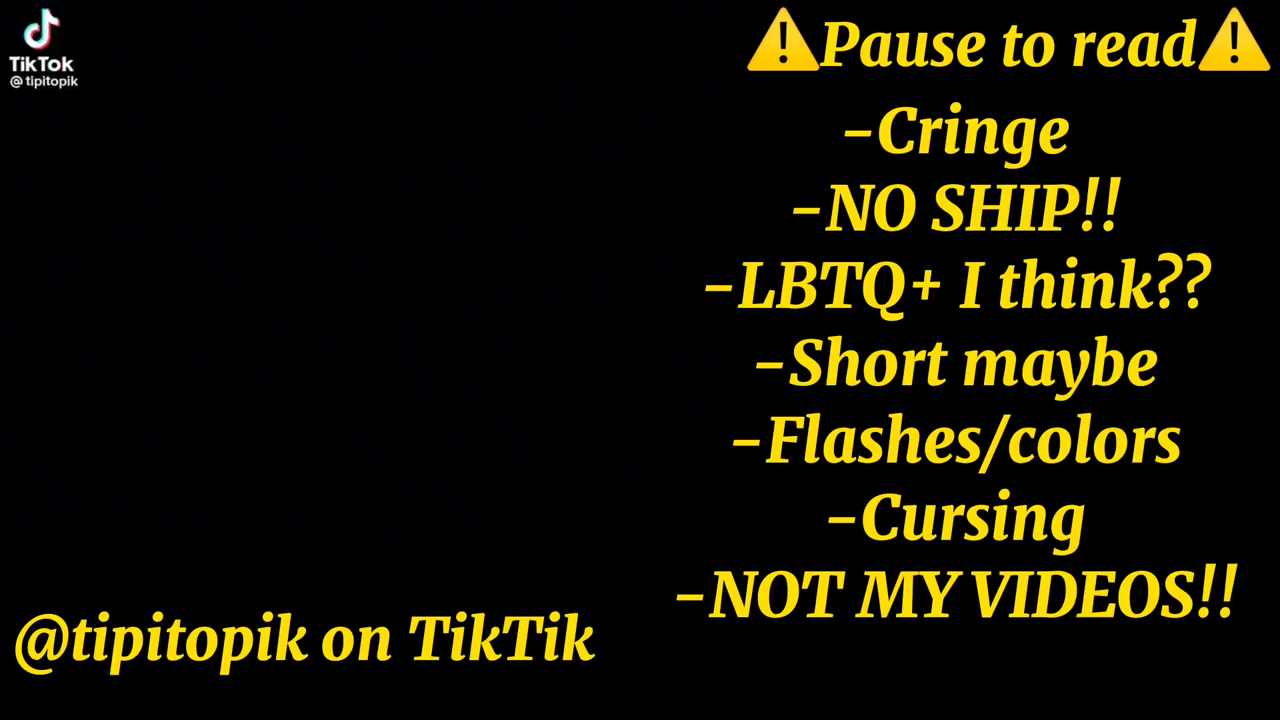 TikTok
@tipitopik
⚠️Pause to read⚠️
-Cringe
-NO SHIP!!
-LBTQ+ I think??
-Short maybe
-Flashes/colors
-Cursing
-NOT MY VIDEOS!!
@tipitopik on TikTik